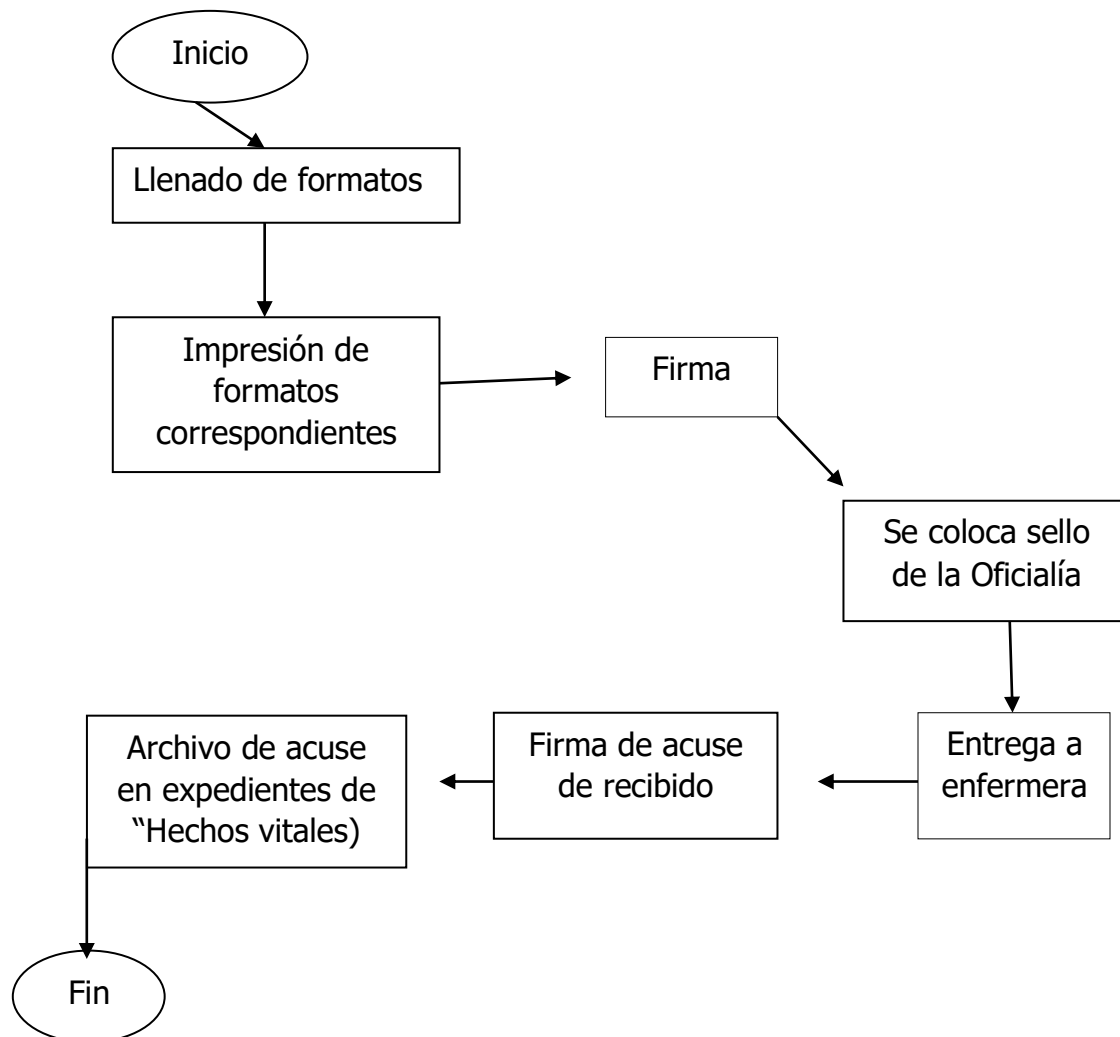 Inicio
Llenado de formatos
Impresión de
formatos
correspondientes
Firma
Se coloca sello
de la Oficialía
Entrega a
enfermera
Firma de acuse
de recibido
Archivo de acuse
en expedientes de
“Hechos vitales)
Fin